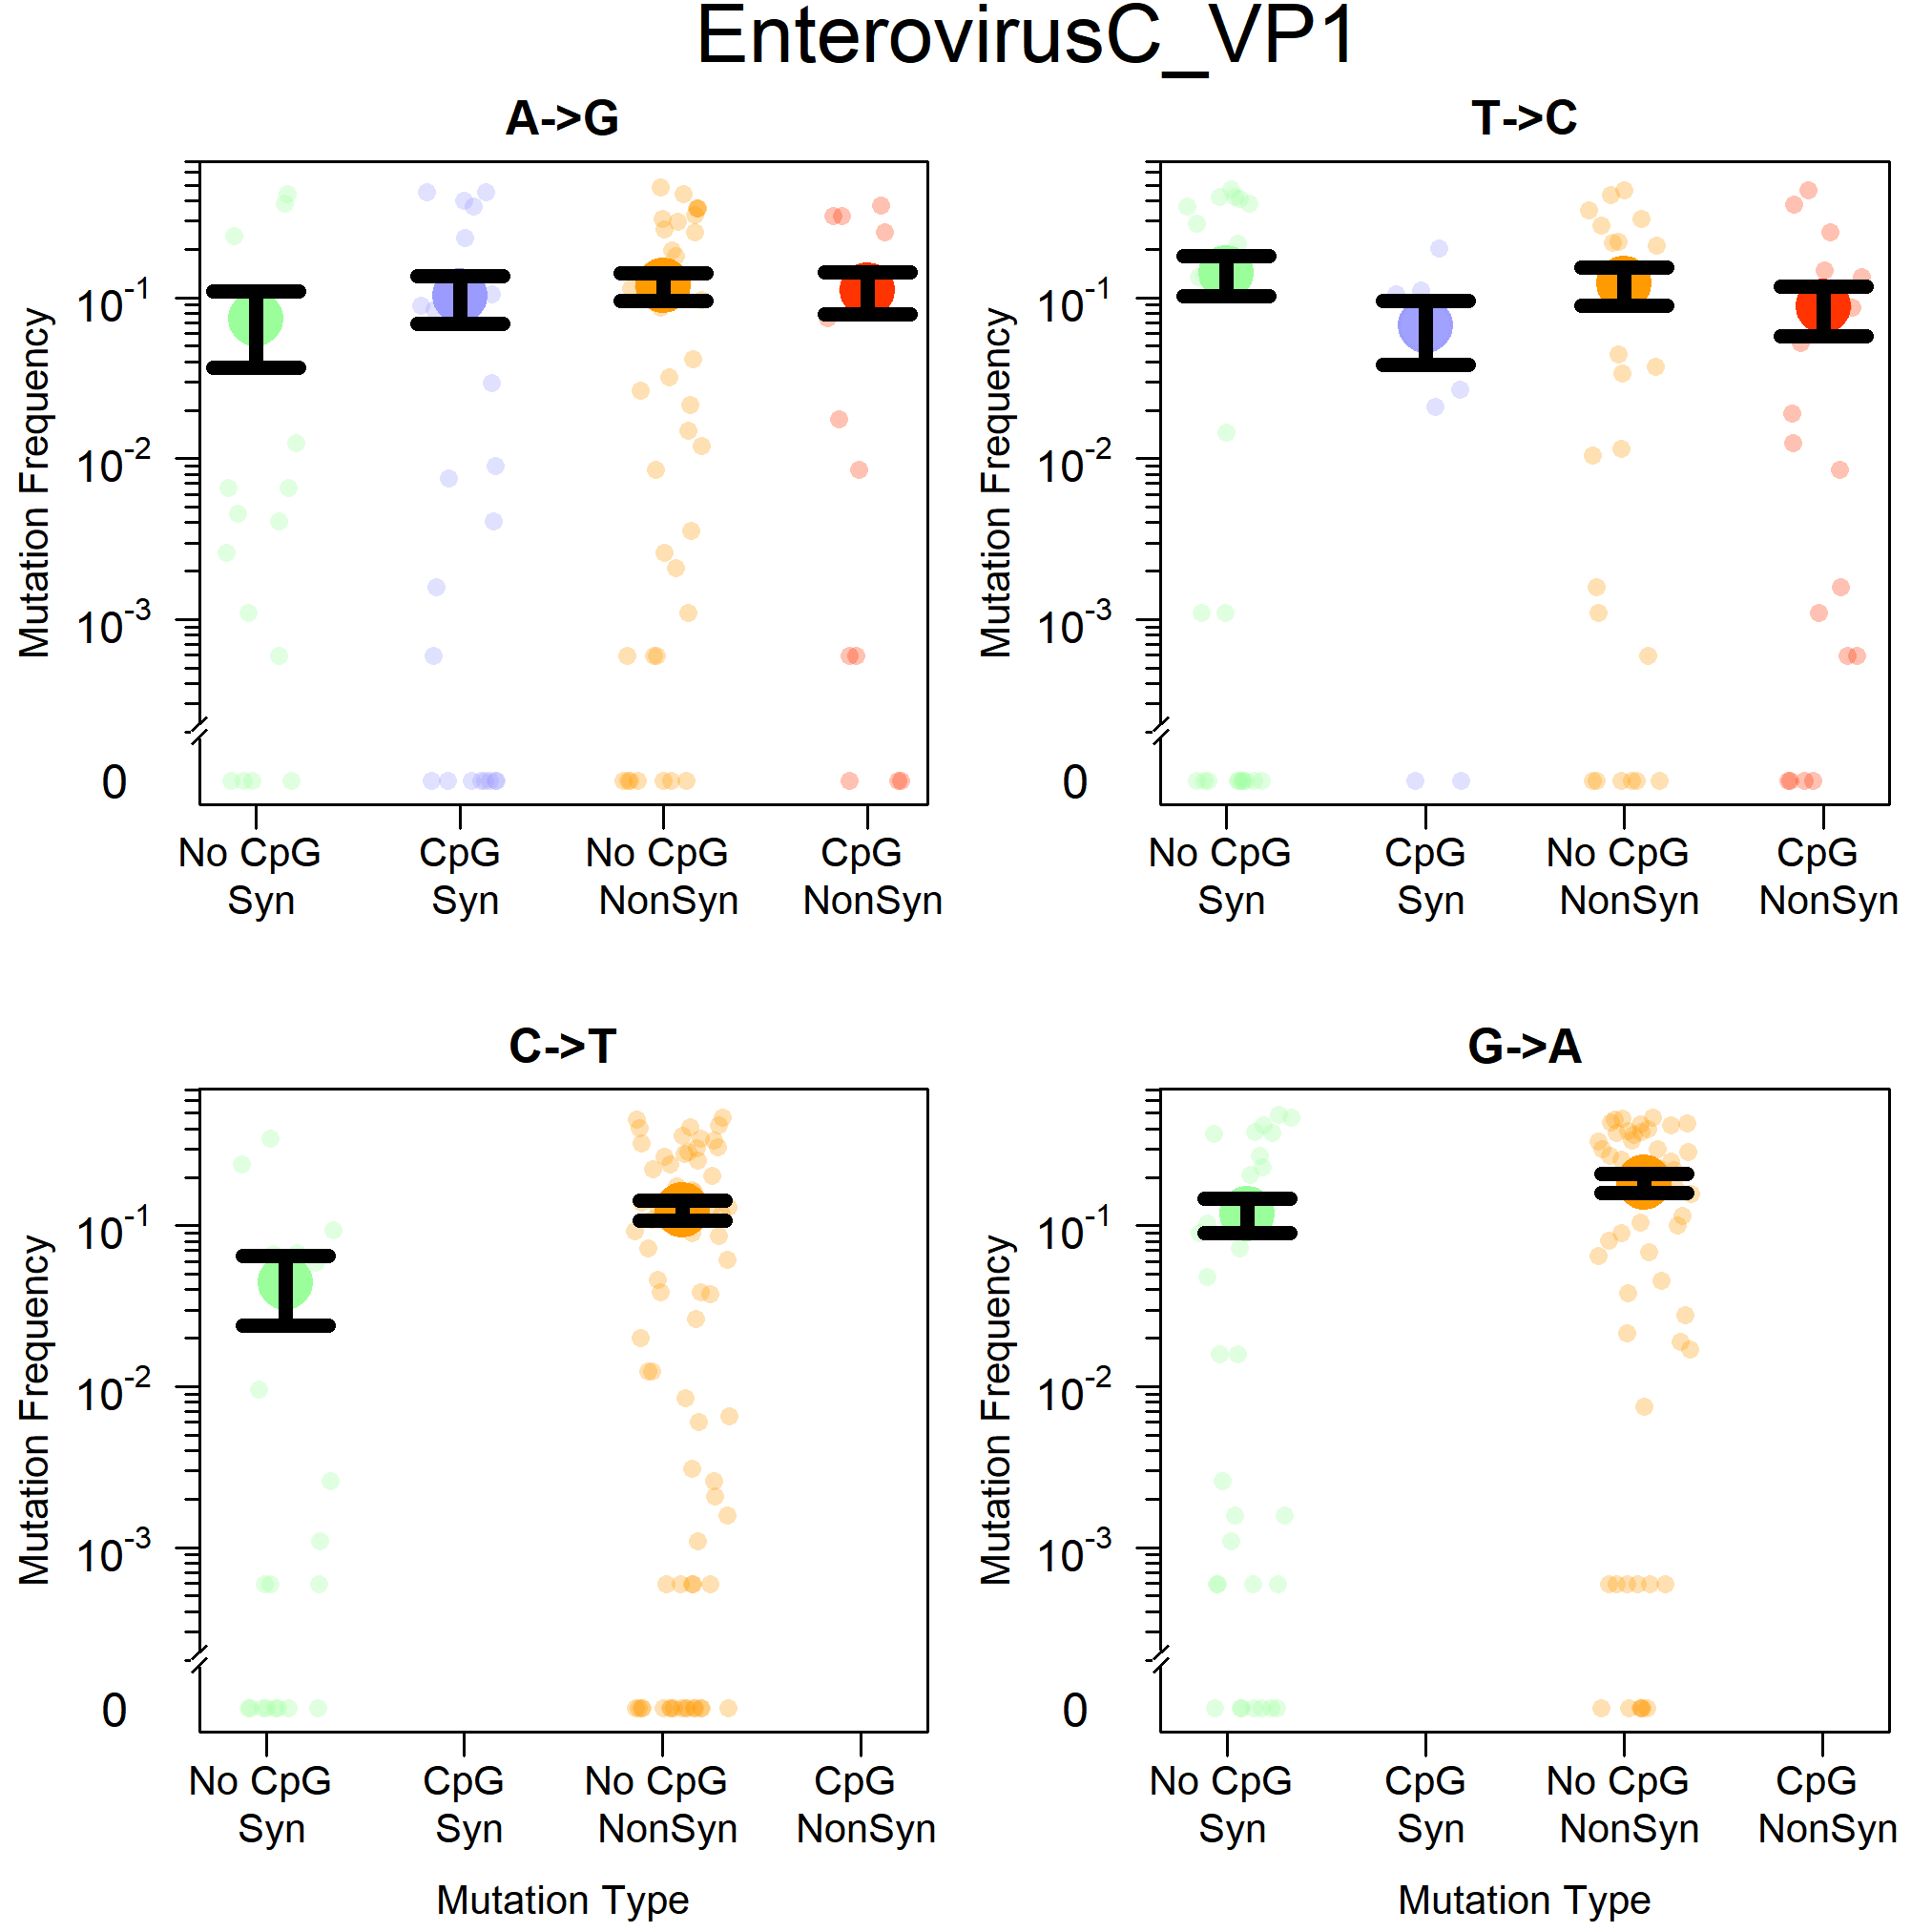 EnterovirusC_VP1
A->G
Mutation Frequency
10-1
10-2
10-3
0
No CpG Syn
CpG Syn
No CpG NonSyn
CpG NonSyn
T->C
Mutation Frequency
10-1
10-2
10-3
0
No CpG Syn
CpG Syn
No CpG NonSyn
CpG NonSyn
C->T
Mutation Frequency
10-1
10-2
10-3
0
No CpG Syn
CpG Syn
No CpG NonSyn
CpG NonSyn
Mutation Type
G->A
Mutation Frequency
10-1
10-2
10-3
0
No CpG Syn
CpG Syn
No CpG NonSyn
CpG NonSyn
Mutation Type